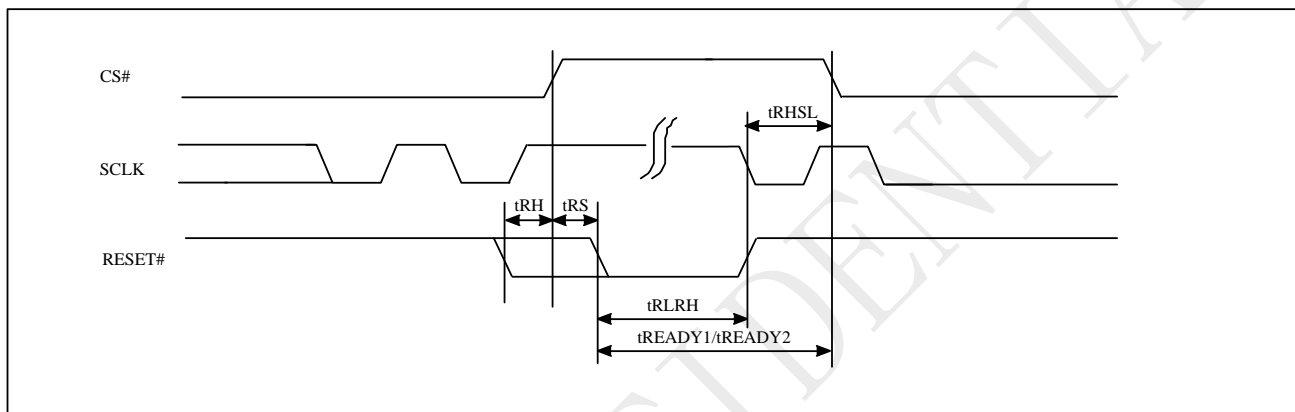 CS#
tRHSL
SCLK
tRH tRS
RESET#
tRLRH
tREADY1/tREADY2